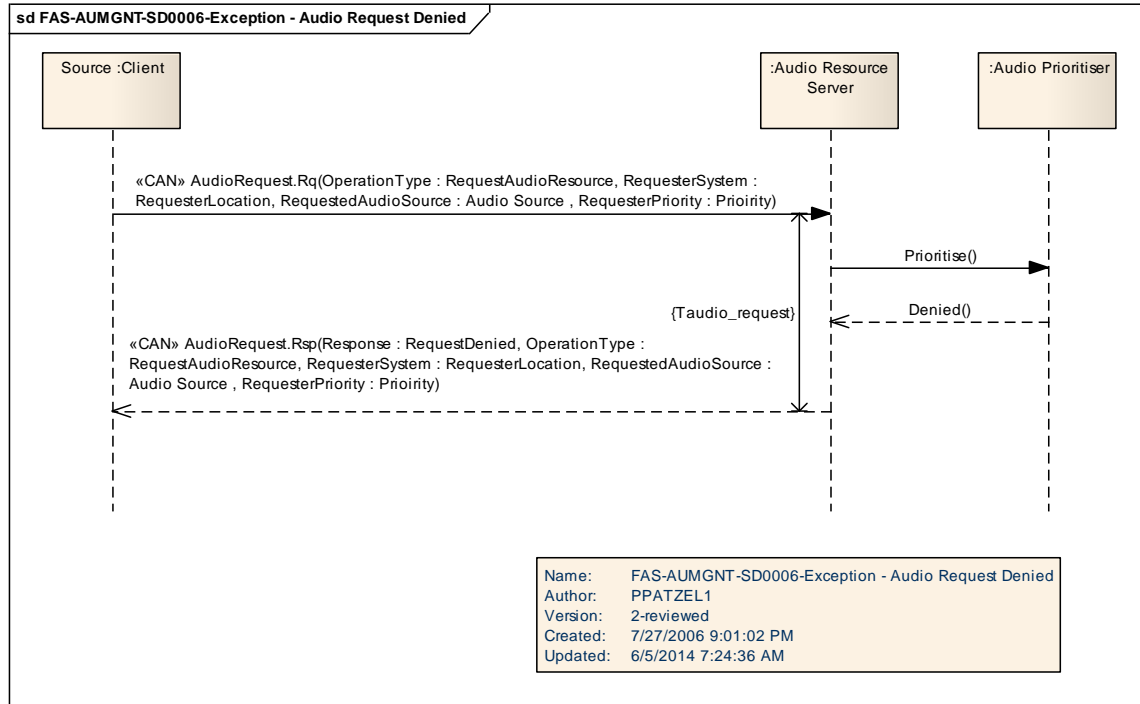 sd FAS-AUMGNT-SD0006-Exception - Audio Request Denied
Source :Client
:Audio Resource
Server
:Audio Prioritiser
«CAN» AudioRequest.Rq(OperationType : RequestAudioResource, RequesterSystem :
RequesterLocation, RequestedAudioSource : Audio Source , RequesterPriority : Prioirity)
Prioritise()
{Taudio_request}
Denied()
«CAN» AudioRequest.Rsp(Response : RequestDenied, OperationType :
RequestAudioResource, RequesterSystem : RequesterLocation, RequestedAudioSource :
Audio Source , RequesterPriority : Prioirity)
Name: FAS-AUMGNT-SD0006-Exception - Audio Request Denied
Author: PPATZEL1
Version: 2-reviewed
Created: 7/27/2006 9:01:02 PM
Updated: 6/5/2014 7:24:36 AM